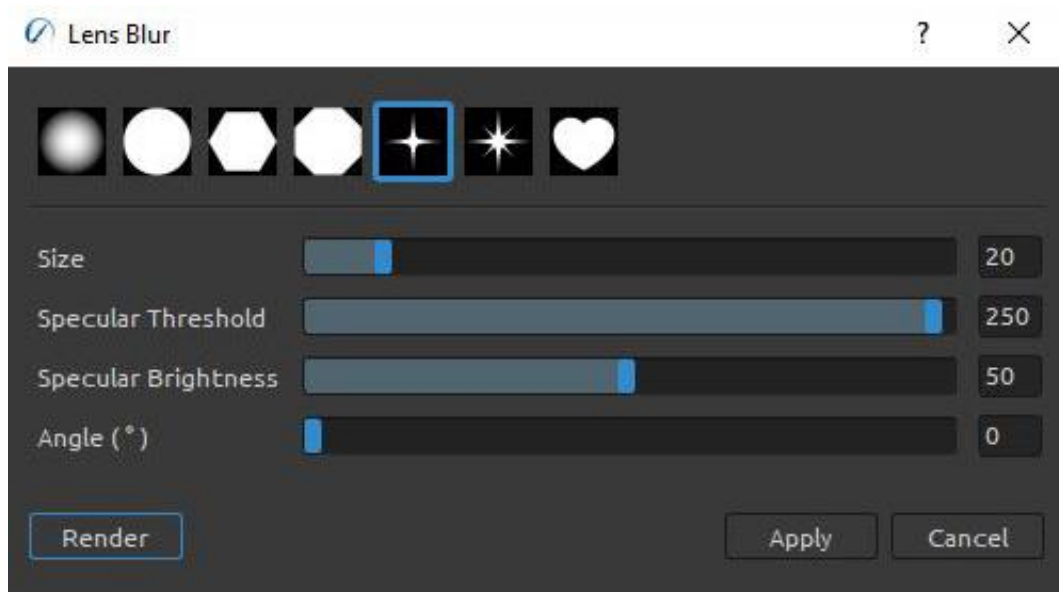 Lens Blur ?
Size 20
Specular Threshold 250
Specular Brightness 50
Angle (°) 0
Render Apply Cancel